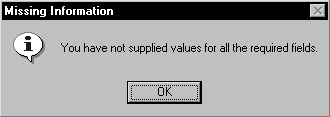 Missing Information
You have not supplied values for all the required fields.
OK